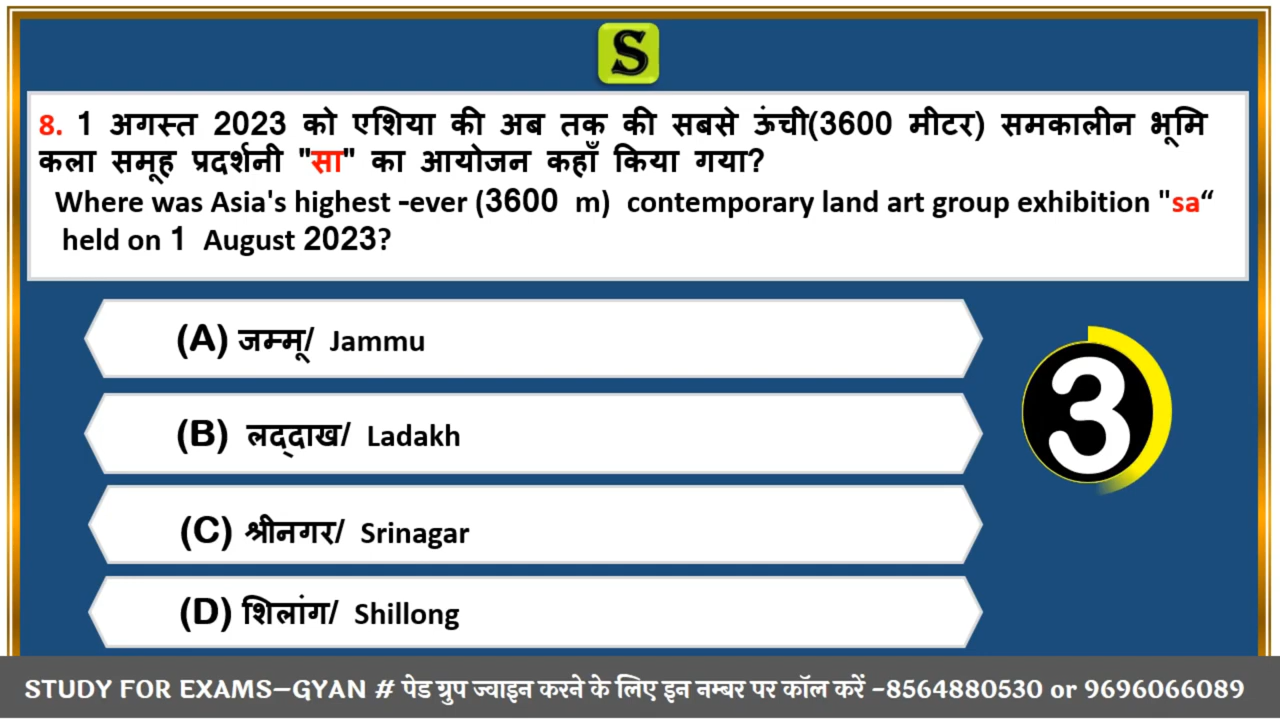 S
8. 1 अगस्त 2023 को एशिया की अब तक की सबसे ऊंची(3600 मीटर) समकालीन भूमि
कला समूह प्रदर्शनी "सा" का आयोजन कहाँ किया गया?
Where was Asia's highest -ever (3600 m) contemporary land art group exhibition "sa“
held on 1 August 2023?
(A) जम्मू/ Jammu
(B) लद्दाख/ Ladakh
3
(C) श्रीनगर/ Srinagar
(D) शिलांग/ Shillong
STUDY FOR EXAMS–GYAN # पेड ग्रुप ज्वाइन करने के लिए इन नम्बर पर कॉल करें –8564880530 or 9696066089